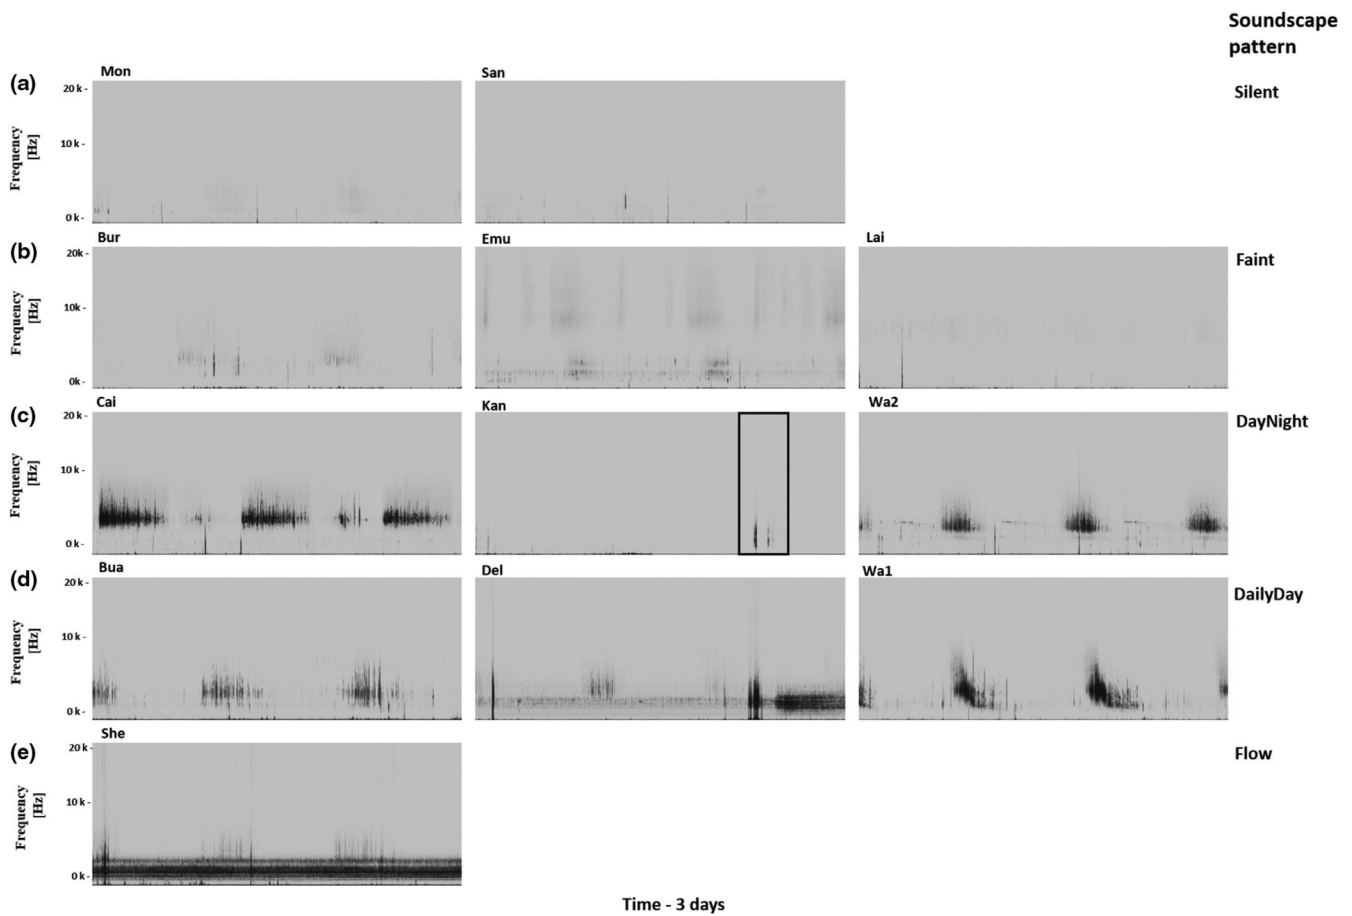 Soundscape
pattern
(a)
Mon
San
Silent
20 k -
10 k -
0 k -
Frequency
[Hz]
(b)
Bur
Emu
Lai
Faint
20k -
10k -
0k -
Frequency
[Hz]
(c)
Cai
Kan
Wa2
DayNight
20 k -
10 k -
0 k -
Frequency
[Hz]
(d)
Bua
Del
Wa1
DailyDay
20 k -
10 k -
0 k -
Frequency
[Hz]
(e)
She
Flow
20 k -
10 k -
0 k -
Frequency
[Hz]
Time - 3 days